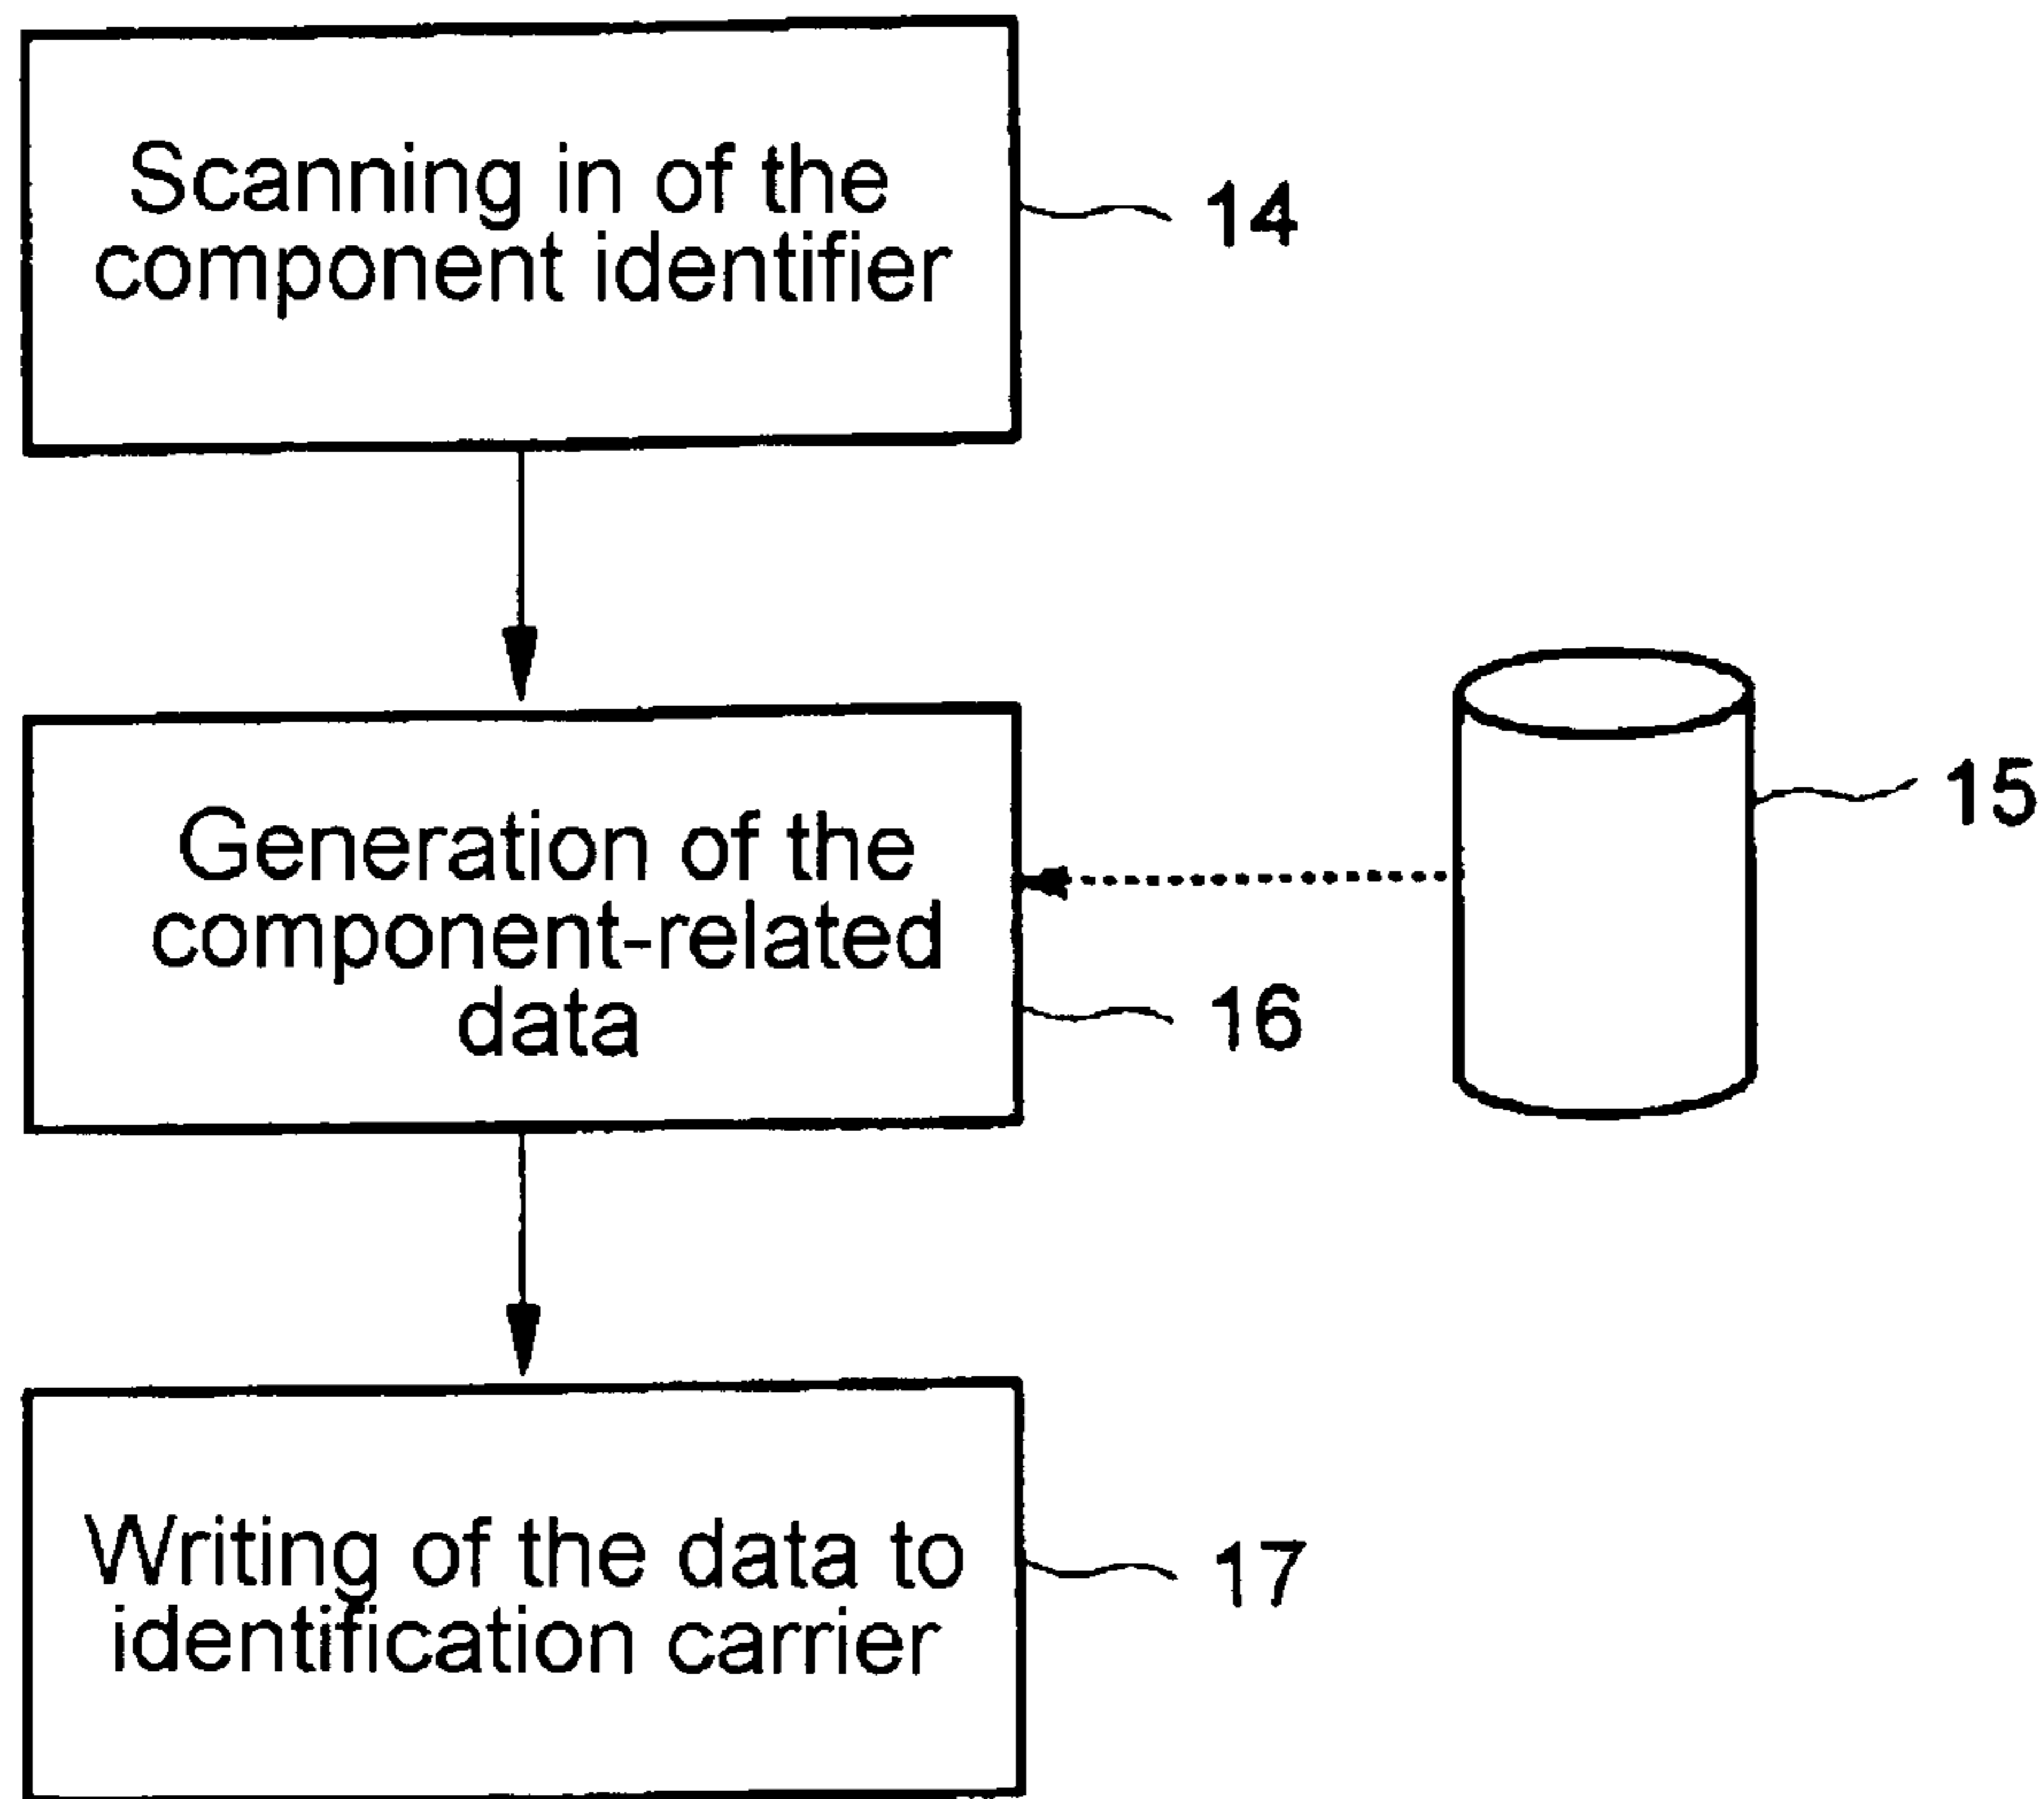 Scanning in of the
component identifier
14
15
Generation of the
component-related
data
16
Writing of the data to
identification carrier
17